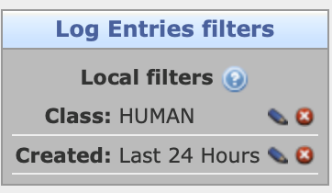 Log Entries filters
Local filters ?
Class: HUMAN
Created: Last 24 Hours